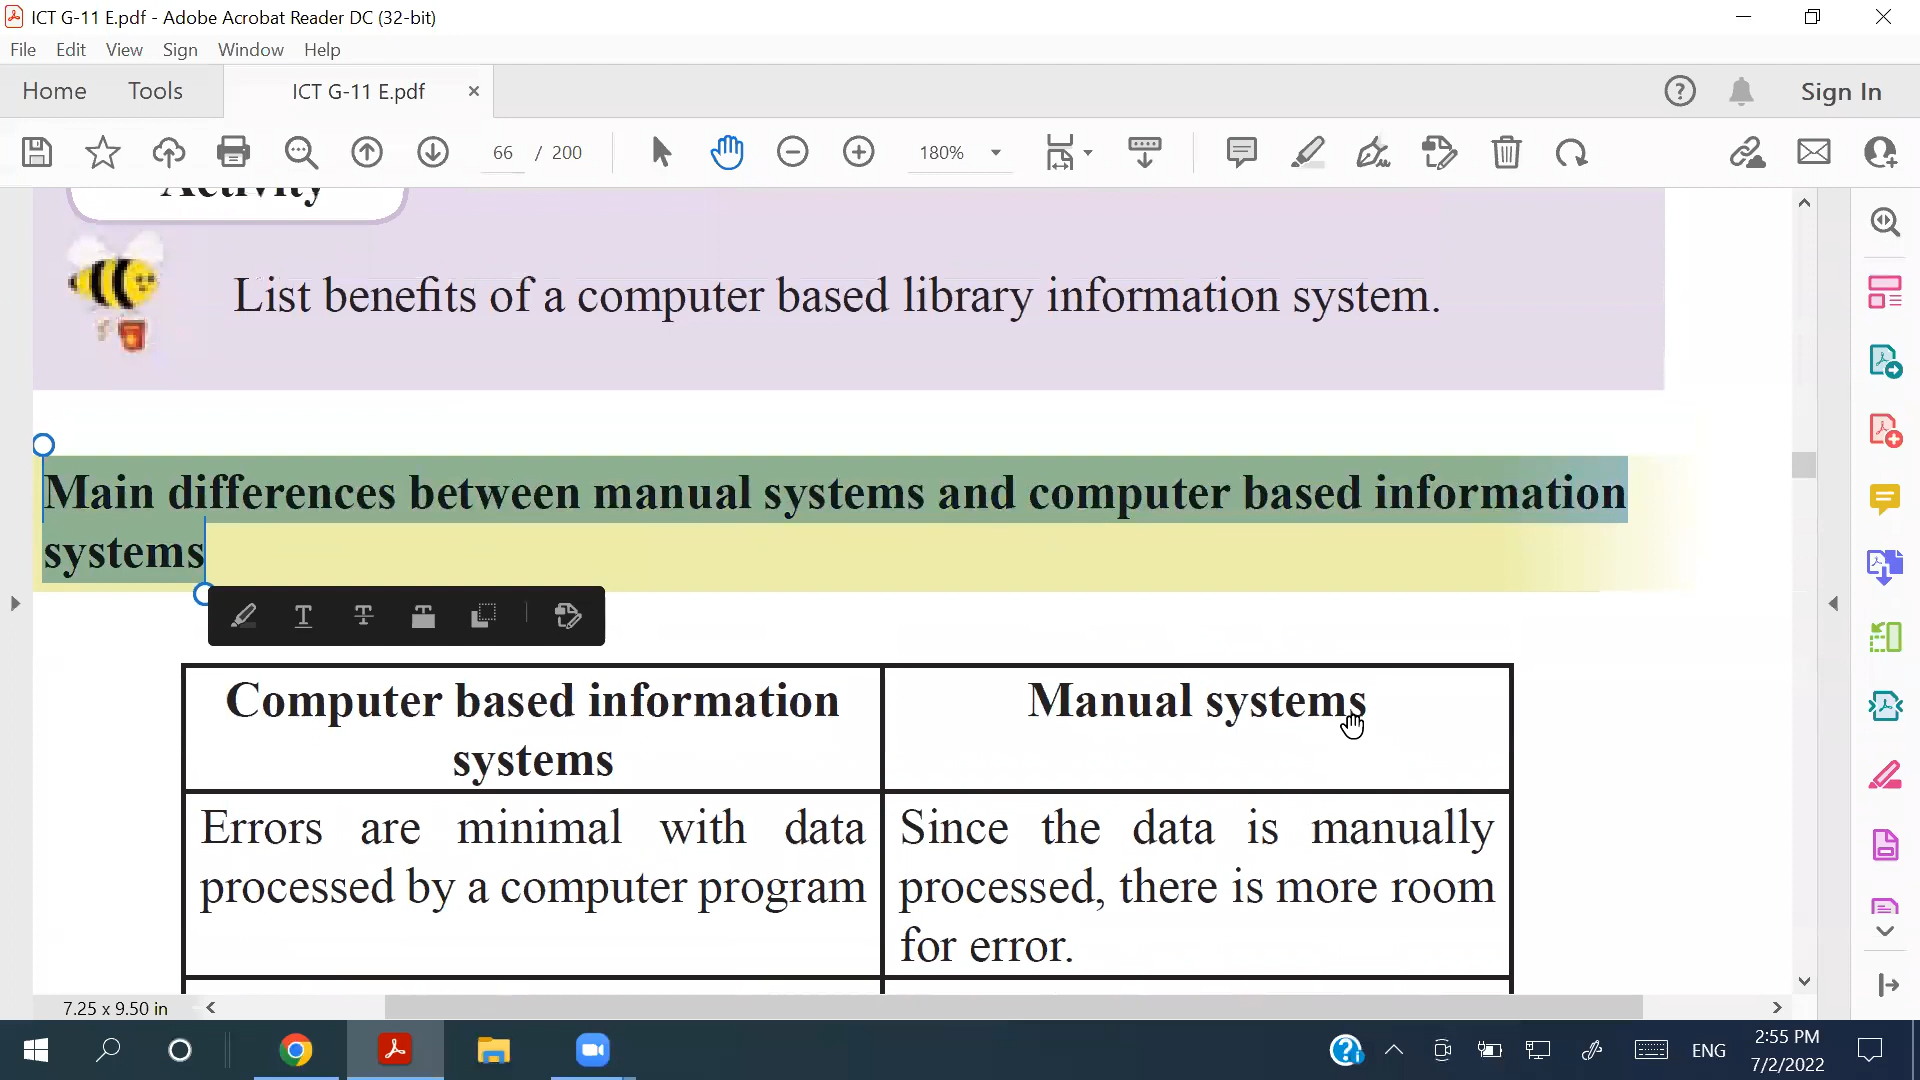 ICT G-11 E.pdf - Adobe Acrobat Reader DC (32-bit)
File Edit View Sign Window Help
Home Tools ICT G-11 E.pdf Sign In
66 / 200 180%
Activity
List benefits of a computer based library information system.
Main differences between manual systems and computer based information
systems
Computer based information
systems
Manual systems
Errors are minimal with data
processed by a computer program
Since the data is manually
processed, there is more room
for error.
7.25 x 9.50 in
ENG
2:55 PM
7/2/2022